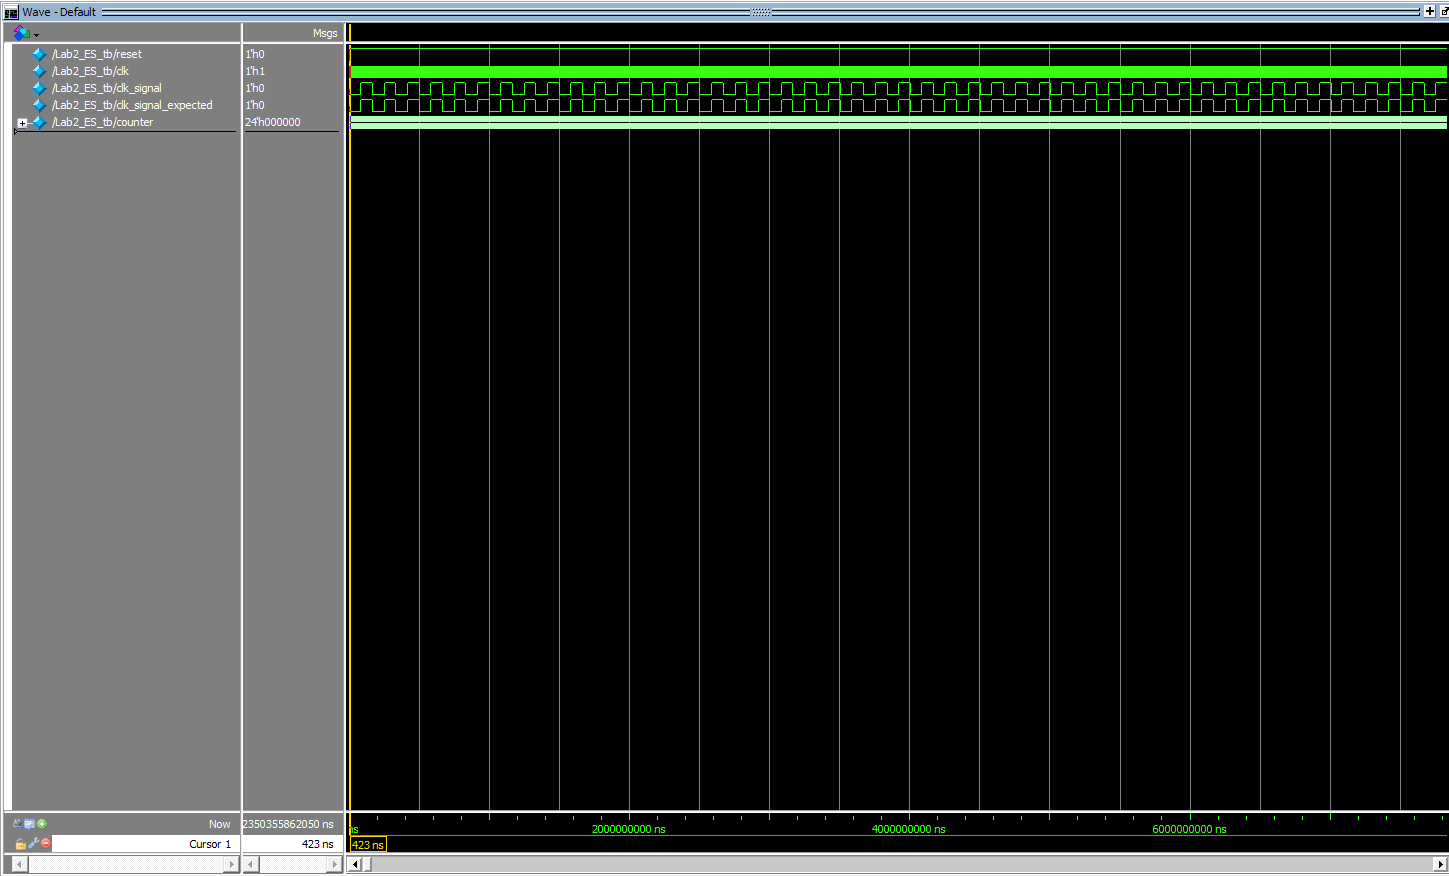 Wave - Default
Msgs
/Lab2_ES_tb/reset 1'h0
/Lab2_ES_tb/clk 1'h1
/Lab2_ES_tb/clk_signal 1'h0
/Lab2_ES_tb/clk_signal_expected 1'h0
/Lab2_ES_tb/counter 24'h000000
Now 2350355862050 ns ns 2000000000 ns 4000000000 ns 6000000000 ns
Cursor 1 423 ns 423 ns